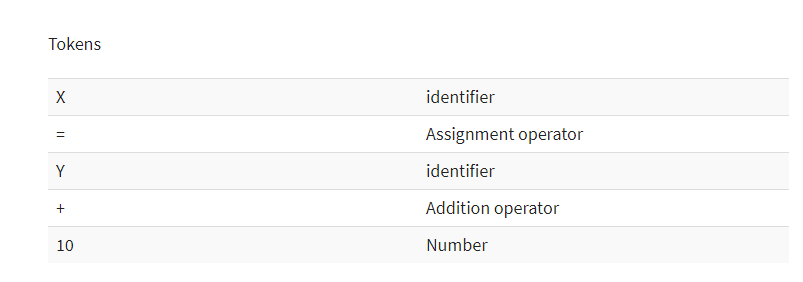 Tokens
X identifier
= Assignment operator
Y identifier
+ Addition operator
10 Number